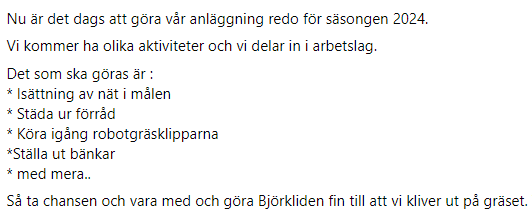 Nu är det dags att göra vår anläggning redo för säsongen 2024.
Vi kommer ha olika aktiviteter och vi delar in i arbetslag.
Det som ska göras är :
* Isättning av nät i målen
* Städa ur förråd
* Köra igång robotgräsklipparna
*Ställa ut bänkar
* med mera..
Så ta chansen och vara med och göra Björkliden fin till att vi kliver ut på gräset.